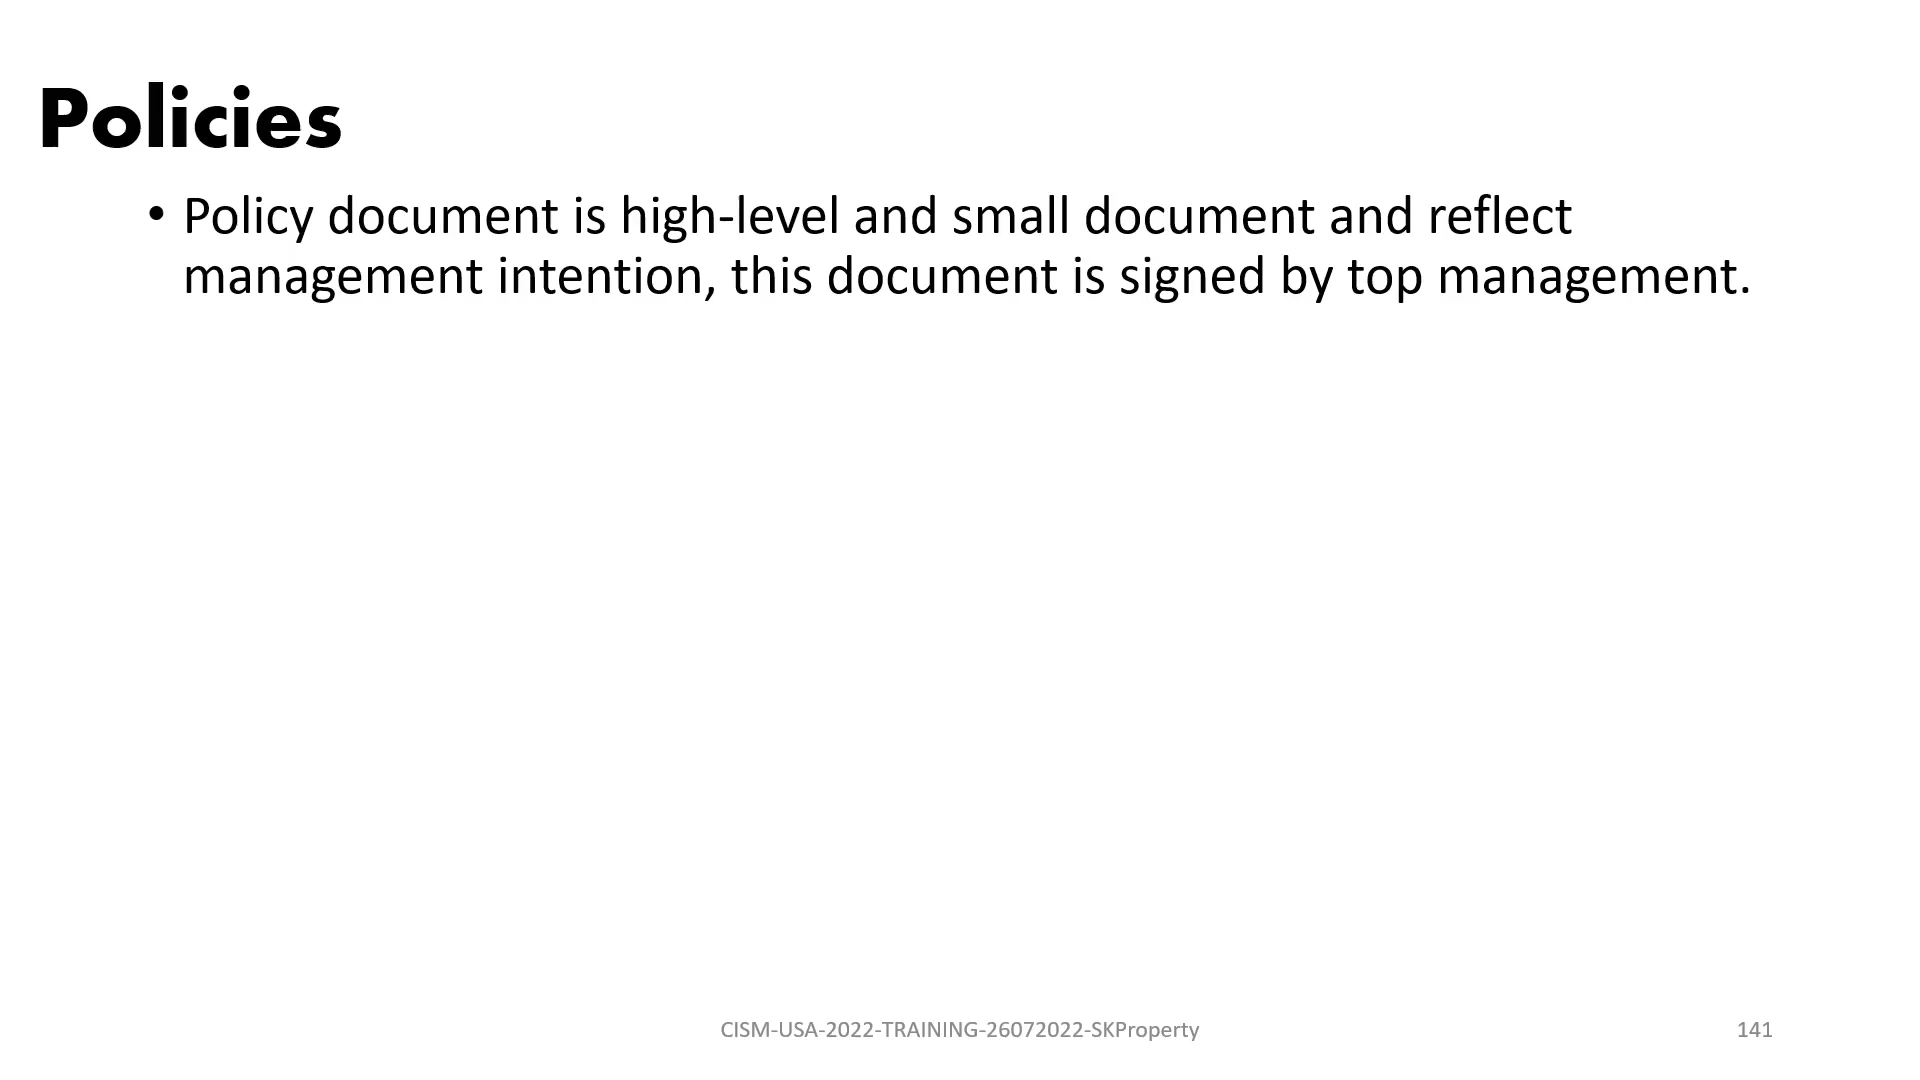 Policies
• Policy document is high-level and small document and reflect
management intention, this document is signed by top management.
CISM-USA-2022-TRAINING-26072022-SKProperty
141